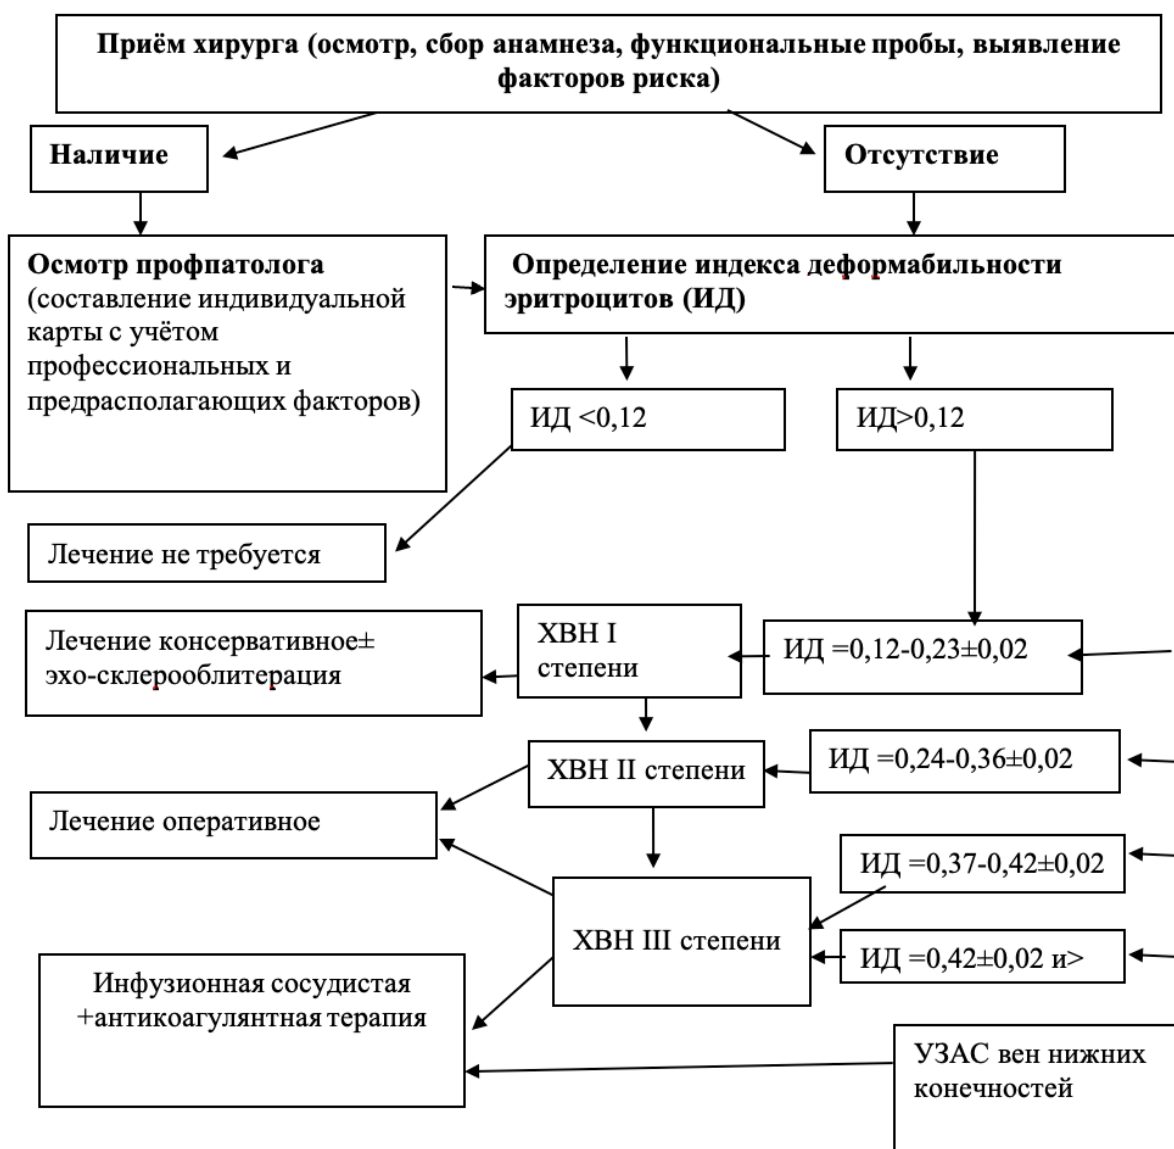 Приём хирурга (осмотр, сбор анамнеза, функциональные пробы, выявление
факторов риска)
Наличие
Отсутствие
Осмотр профпатолога
(составление индивидуальной
карты с учётом
профессиональных и
предрасполагающих факторов)
Определение индекса деформабильности
эритроцитов (ИД)
ИД <0,12
ИД>0,12
Лечение не требуется
Лечение консервативное±
эхо-склерооблитерация
ХВН I
степени
ИД =0,12-0,23±0,02
ХВН II степени
ИД =0,24-0,36±0,02
Лечение оперативное
ИД =0,37-0,42±0,02
ХВН III степени
ИД =0,42±0,02 и>
Инфузионная сосудистая
+антикоагулянтная терапия
УЗАС вен нижних
конечностей